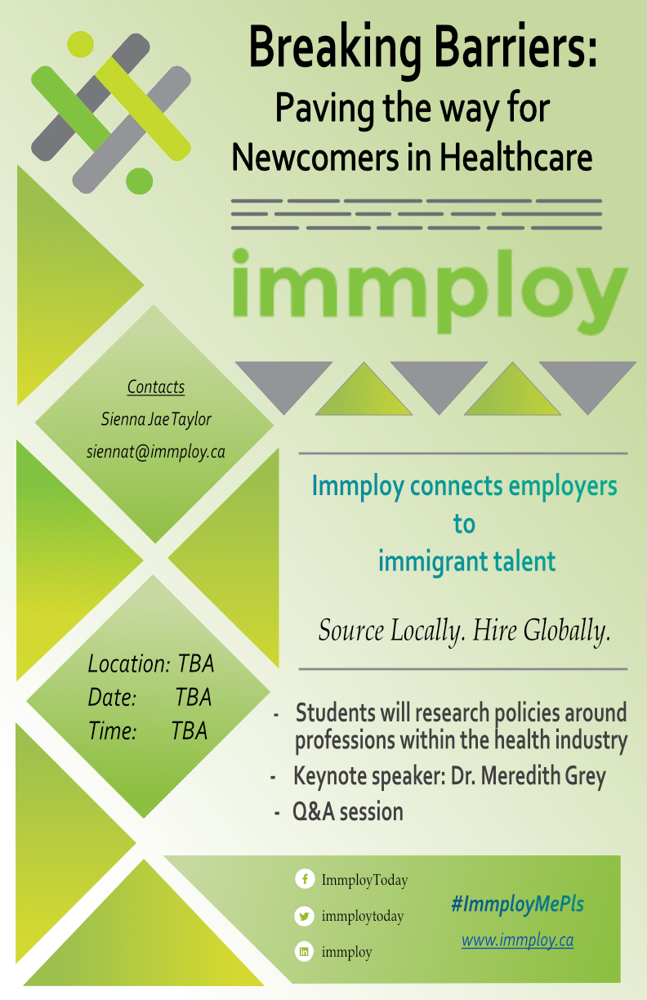 Breaking Barriers:
Paving the way for
Newcomers in Healthcare
immploy
Contacts
Sienna Jae Taylor
siennat@immploy.ca
Immploy connects employers
to
immigrant talent
Source Locally. Hire Globally.
Location: TBA
Date: TBA
Time: TBA
- Students will research policies around
professions within the health industry
- Keynote speaker: Dr. Meredith Grey
- Q&A session
ImmployToday
immploytoday
immploy
#ImmployMePls
www.immploy.ca